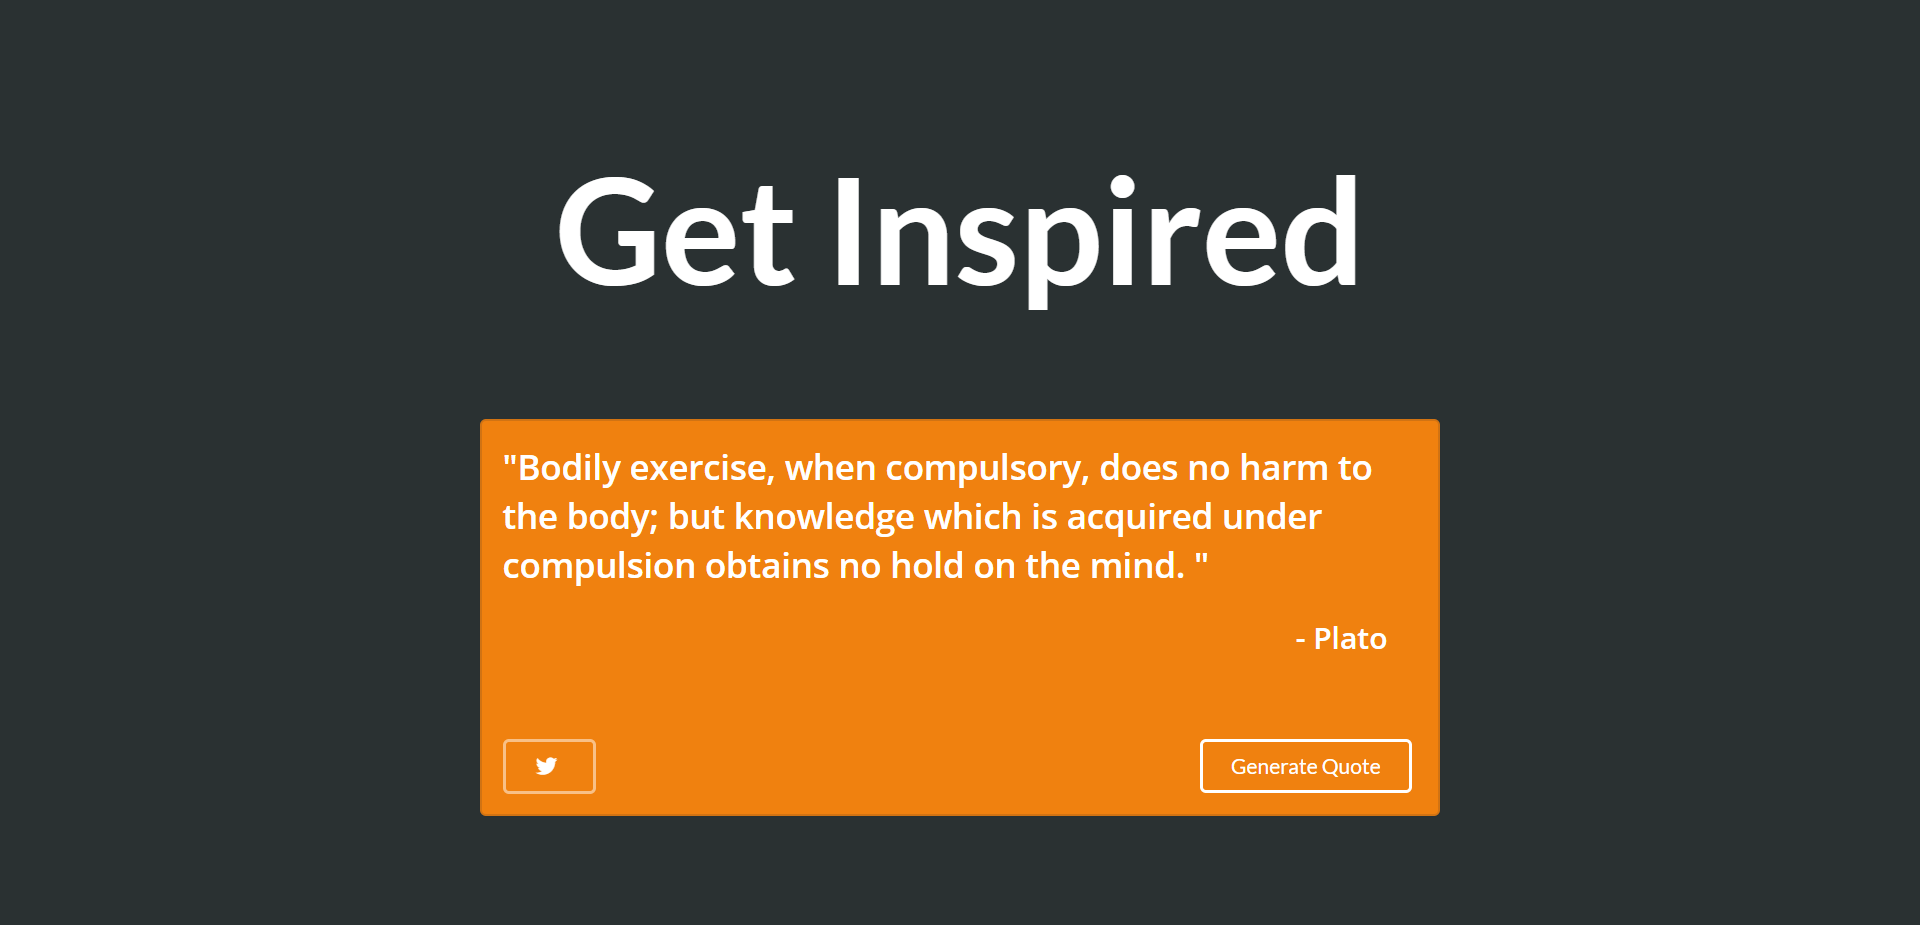 Get Inspired
"Bodily exercise, when compulsory, does no harm to
the body; but knowledge which is acquired under
compulsion obtains no hold on the mind. "
- Plato
Generate Quote